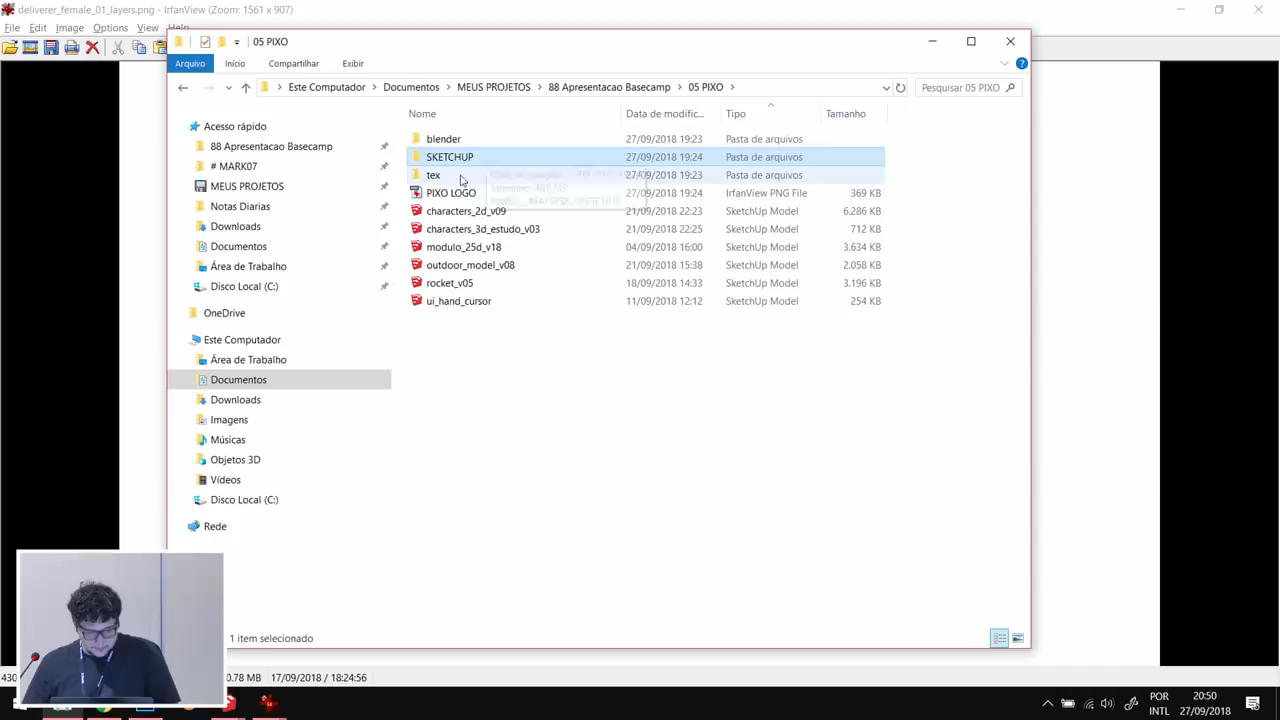 deliverer_female_01_layers.png - IrfanView (Zoom: 1561 x 907)
File Edit Image Options View Help
05 PIXO
Arquivo Início Compartilhar Exibir
Este Computador Documentos MEUS PROJETOS 88 Apresentacao Basecamp 05 PIXO
Pesquisar 05 PIXO
Nome Data de modific... Tipo Tamanho
Acesso rápido
88 Apresentacao Basecamp
# MARK07
MEUS PROJETOS
Notas Diarias
Downloads
Documentos
Área de Trabalho
Disco Local (C:)
OneDrive
Este Computador
Área de Trabalho
Documentos
Downloads
Imagens
Músicas
Objetos 3D
Vídeos
Disco Local (C:)
Rede
blender 27/09/2018 19:23 Pasta de arquivos
SKETCHUP 27/09/2018 19:24 Pasta de arquivos
tex 27/09/2018 19:23 Pasta de arquivos
PIXO LOGO 27/09/2018 19:24 IrfanView PNG File 369 KB
characters_2d_v09 21/09/2018 22:23 SketchUp Model 6.286 KB
characters_3d_estudo_v03 21/09/2018 22:25 SketchUp Model 712 KB
modulo_25d_v18 04/09/2018 16:00 SketchUp Model 3.634 KB
outdoor_model_v08 21/09/2018 15:38 SketchUp Model 2.058 KB
rocket_v05 18/09/2018 14:33 SketchUp Model 3.196 KB
ui_hand_cursor 11/09/2018 12:12 SketchUp Model 254 KB
1 item selecionado
17/09/2018 / 18:24:56
POR
INTL
20:50
27/09/2018